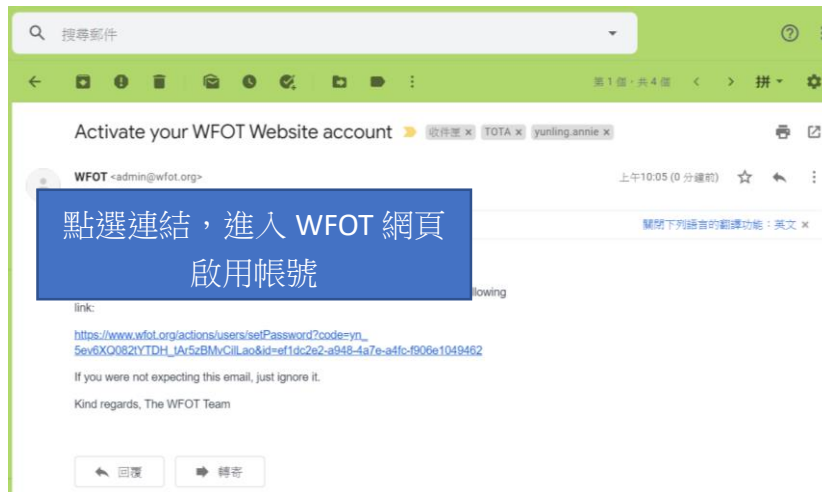 搜尋郵件
第 1 個，共 4 個
拼
Activate your WFOT Website account 收件匣 x TOTA x yunling.annie x
WFOT <admin@wfot.org>
上午10:05 (0 分鐘前)
點選連結，進入 WFOT 網頁
啟用帳號
關閉下列語言的翻譯功能：英文 x
lowing
link:
https://www.wfot.org/actions/users/setPassword?code=yn_
5ev6XQ082tYTDH_tAr5zBMvCilLao&id=ef1dc2e2-a948-4a7e-a4fc-f906e1049462
If you were not expecting this email, just ignore it.
Kind regards, The WFOT Team
回覆
轉寄